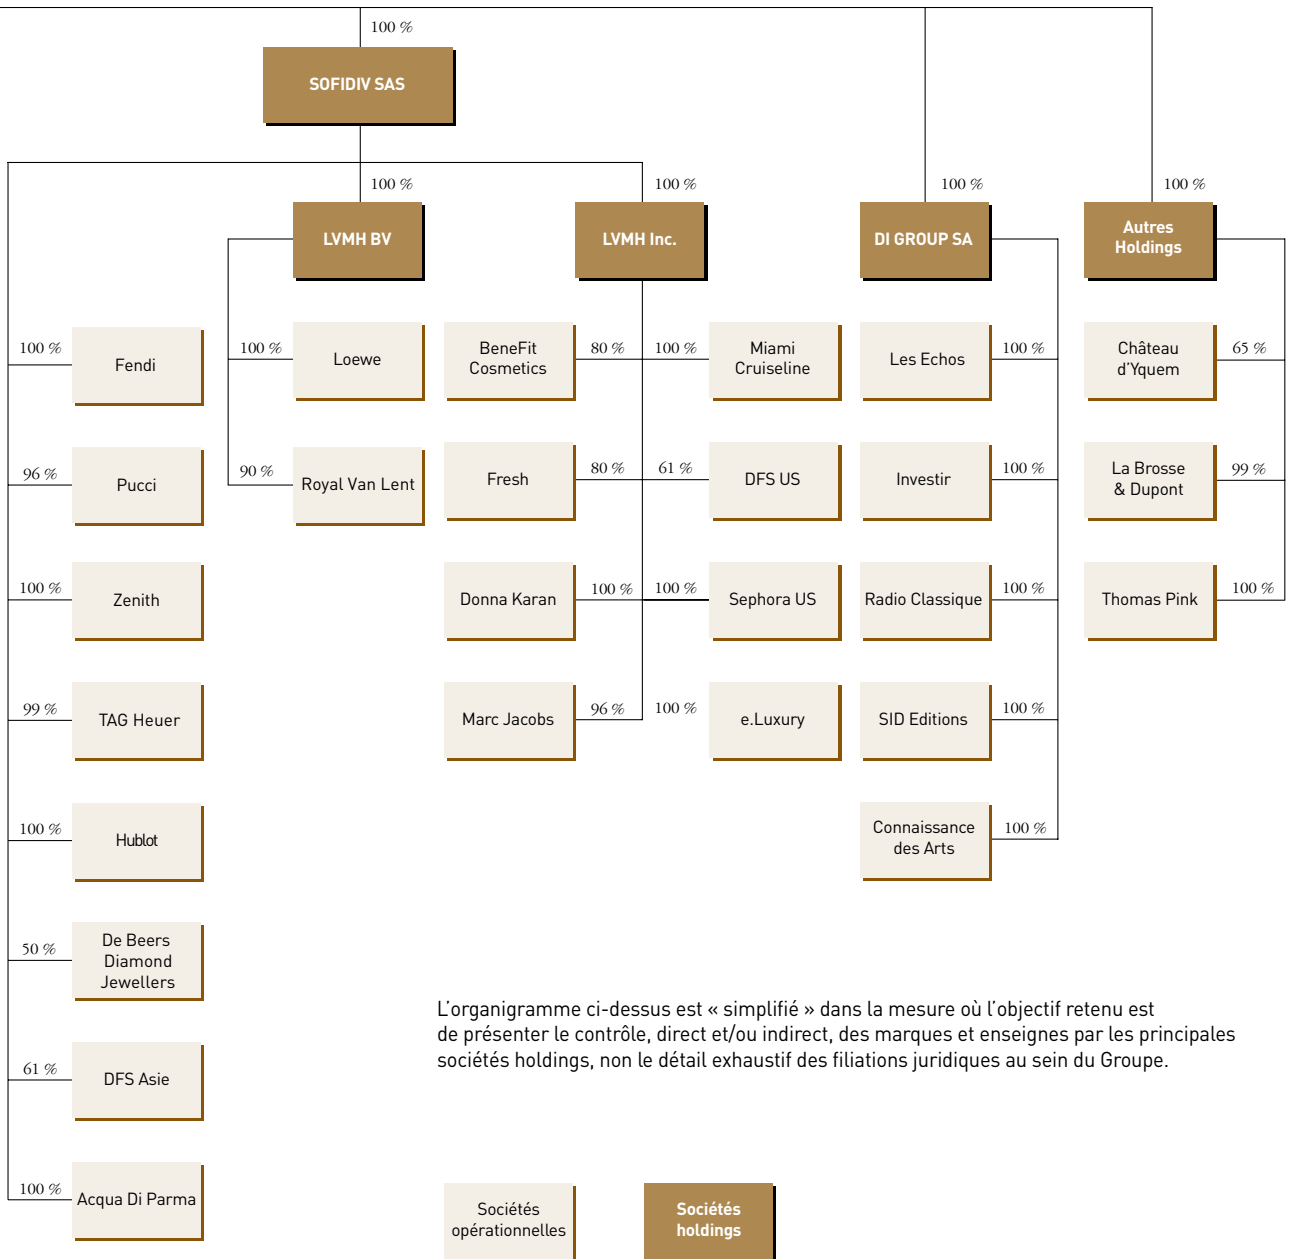 100 %
SOFIDIV SAS
100 %
100 %
100 %
100 %
LVMH BV
LVMH Inc.
DI GROUP SA
Autres
Holdings
100 %
Fendi
100 %
Loewe
BeneFit
Cosmetics
80 %
100 %
Miami
Cruiseline
Les Echos
100 %
Château
d'Yquem
65 %
96 %
Pucci
90 %
Royal Van Lent
Fresh
80 %
61 %
DFS US
Investir
100 %
La Brosse
& Dupont
99 %
100 %
Zenith
Donna Karan
100 %
100 %
Sephora US
Radio Classique
100 %
Thomas Pink
100 %
99 %
TAG Heuer
Marc Jacobs
96 %
100 %
e.Luxury
SID Editions
100 %
100 %
Hublot
Connaissance
des Arts
100 %
50 %
De Beers
Diamond
Jewellers
L'organigramme ci-dessus est « simplifié » dans la mesure où l'objectif retenu est
de présenter le contrôle, direct et/ou indirect, des marques et enseignes par les principales
sociétés holdings, non le détail exhaustif des filiations juridiques au sein du Groupe.
61 %
DFS Asie
100 %
Acqua Di Parma
Sociétés
opérationnelles
Sociétés
holdings